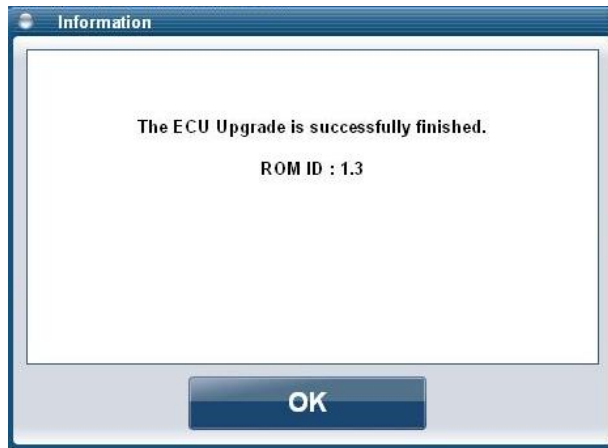 Information
The ECU Upgrade is successfully finished.
ROM ID : 1.3
OK